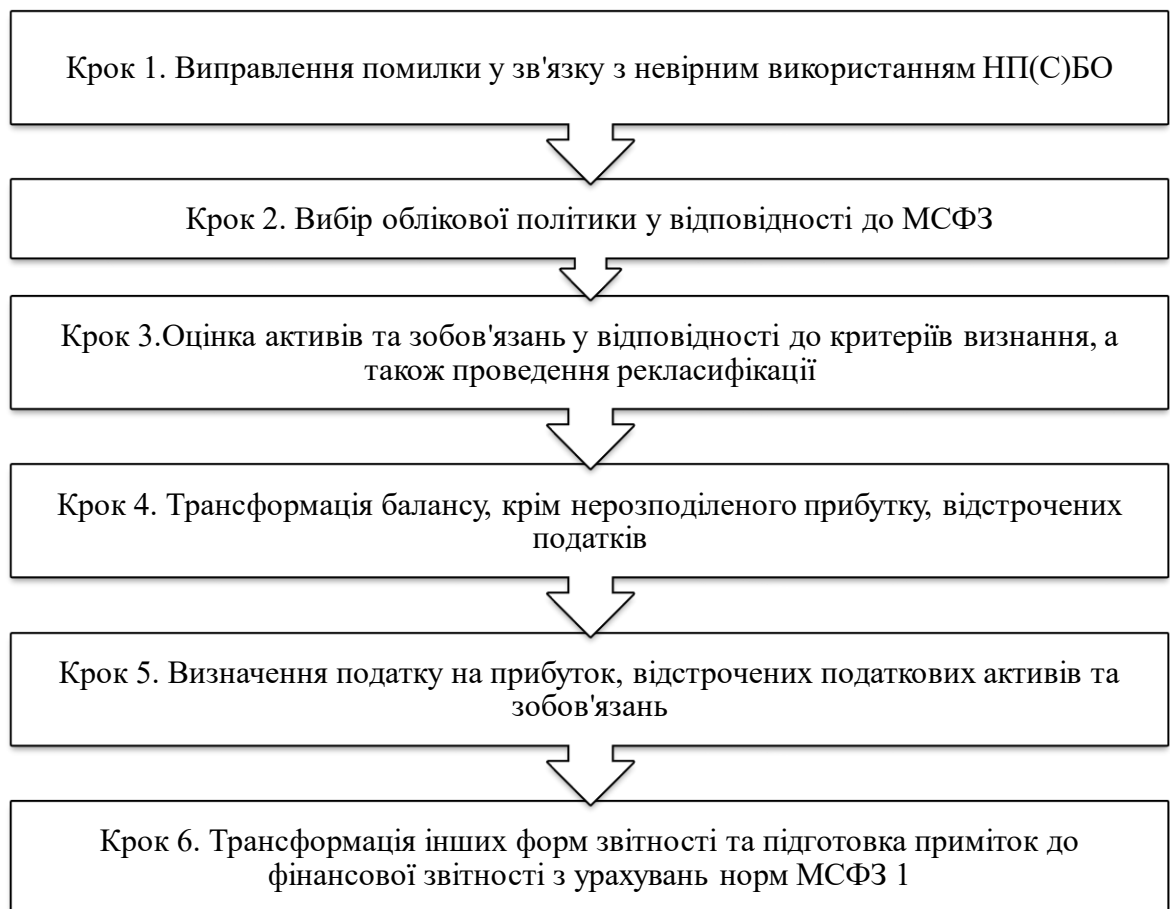 Крок 1. Виправлення помилки у зв'язку з невірним використанням НП(С)БО
Крок 2. Вибір облікової політики у відповідності до МСФЗ
Крок 3.Оцінка активів та зобов'язань у відповідності до критеріїв визнання, а
також проведення рекласифікації
Крок 4. Трансформація балансу, крім нерозподіленого прибутку, відстрочених
податків
Крок 5. Визначення податку на прибуток, відстрочених податкових активів та
зобов'язань
Крок 6. Трансформація інших форм звітності та підготовка приміток до
фінансової звітності з урахувань норм МСФЗ 1